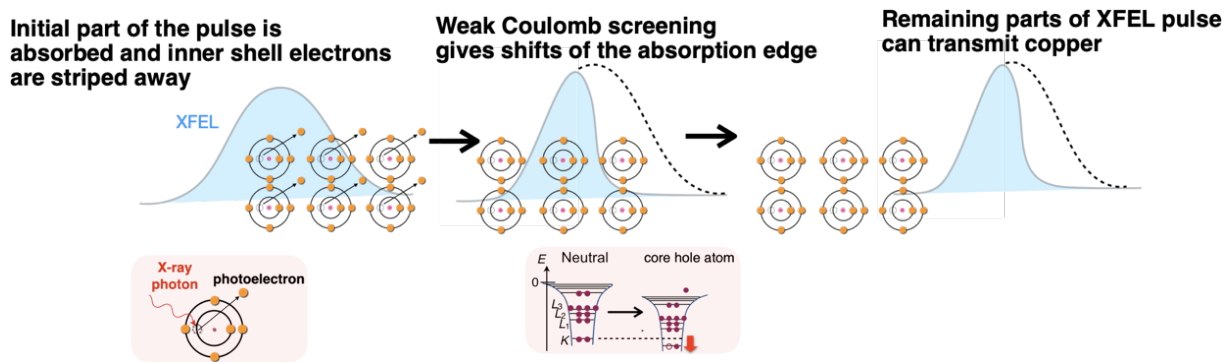 Initial part of the pulse is
absorbed and inner shell electrons
are striped away
Weak Coulomb screening
gives shifts of the absorption edge
Remaining parts of XFEL pulse
can transmit copper
XFEL
X-ray
photon
photoelectron
E
Neutral
core hole atom
0
L3
L2
L1
K